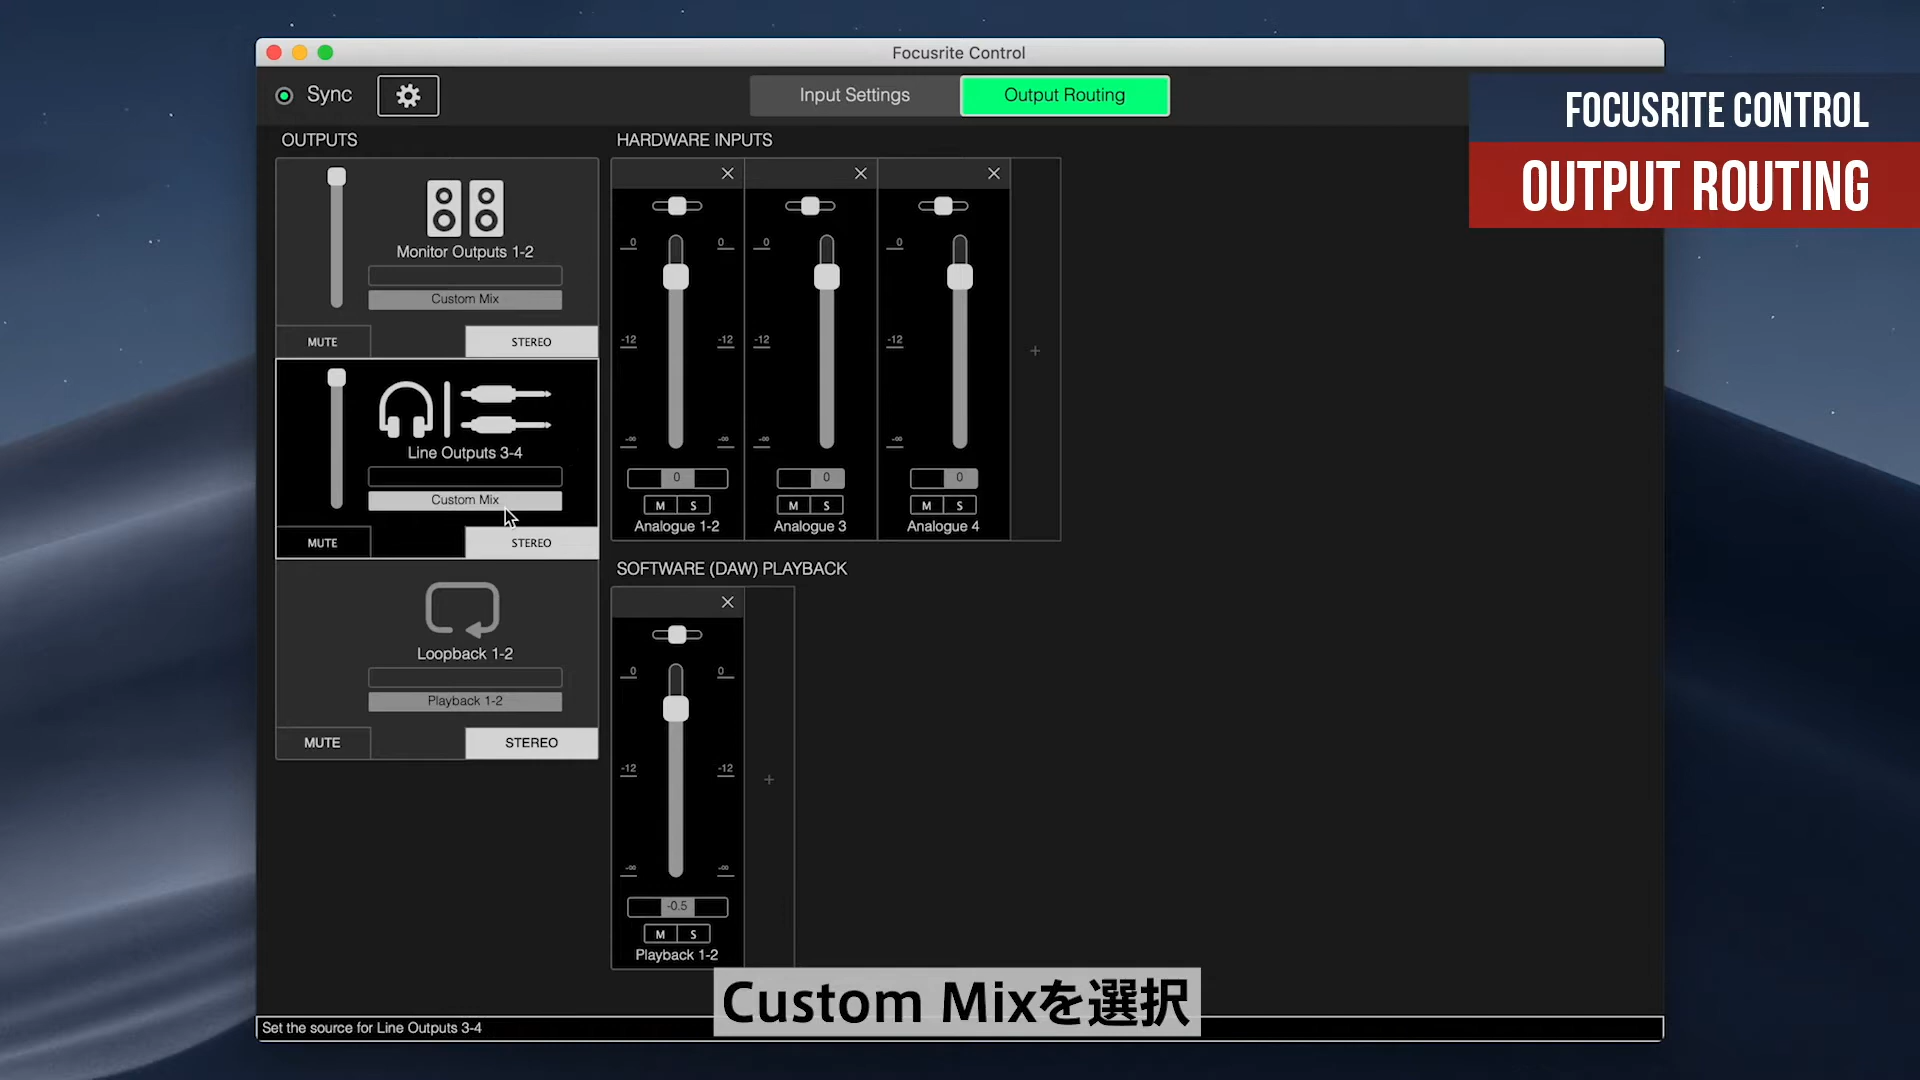 Focusrite Control
Sync
Input Settings
Output Routing
FOCUSRITE CONTROL
OUTPUT ROUTING
OUTPUTS
Monitor Outputs 1-2
Custom Mix
MUTE
STEREO
Line Outputs 3-4
Custom Mix
MUTE
STEREO
Loopback 1-2
Playback 1-2
MUTE
STEREO
HARDWARE INPUTS
0 0 0 0
-12 -12 -12 -12
-∞ -∞ -∞ -∞
0 0 0
M S M S M S
Analogue 1-2 Analogue 3 Analogue 4
+
SOFTWARE (DAW) PLAYBACK
0 0
-12 -12
-∞ -∞
-0.5
M S
Playback 1-2
+
Custom Mixを選択
Set the source for Line Outputs 3-4